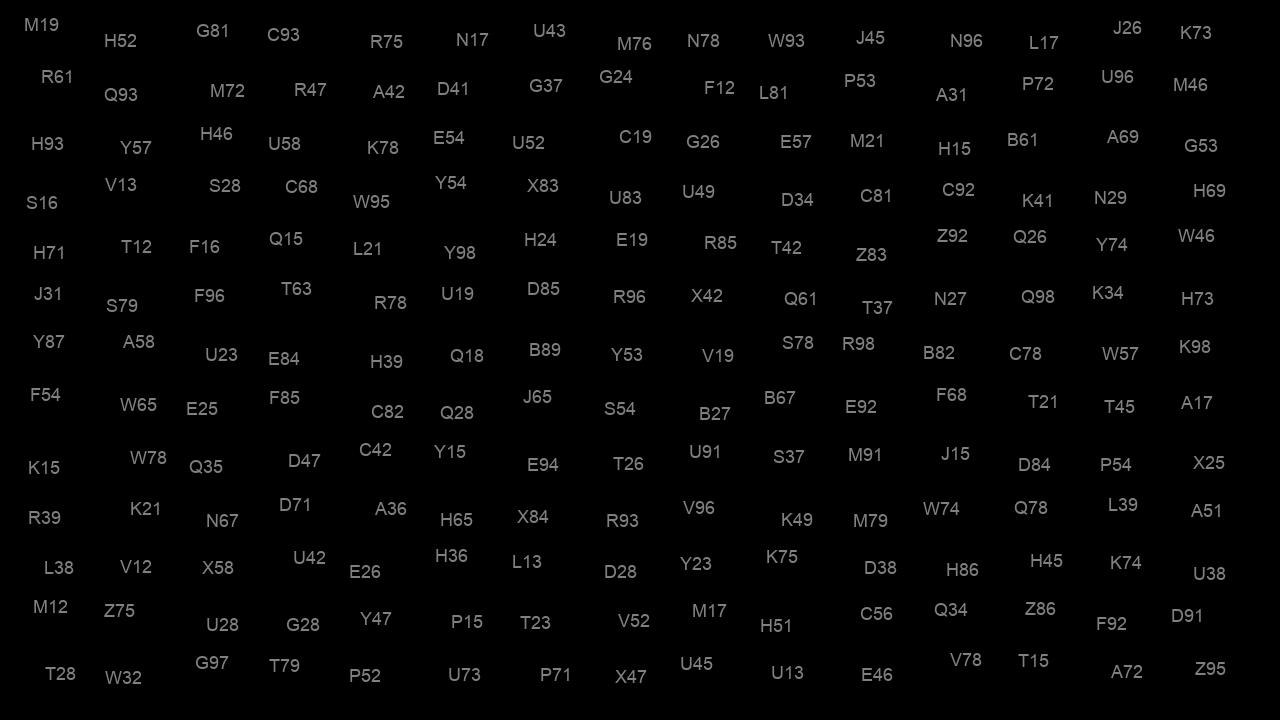 M19 H52 G81 C93 R75 N17 U43 M76 N78 W93 J45 N96 L17 J26 K73
R61 Q93 M72 R47 A42 D41 G37 G24 F12 L81 P53 A31 P72 U96 M46
H93 Y57 H46 U58 K78 E54 U52 C19 G26 E57 M21 H15 B61 A69 G53
S16 V13 S28 C68 W95 Y54 X83 U83 U49 D34 C81 C92 K41 N29 H69
H71 T12 F16 Q15 L21 Y98 H24 E19 R85 T42 Z83 Z92 Q26 Y74 W46
J31 S79 F96 T63 R78 U19 D85 R96 X42 Q61 T37 N27 Q98 K34 H73
Y87 A58 U23 E84 H39 Q18 B89 Y53 V19 S78 R98 B82 C78 W57 K98
F54 W65 E25 F85 C82 Q28 J65 S54 B27 B67 E92 F68 T21 T45 A17
K15 W78 Q35 D47 C42 Y15 E94 T26 U91 S37 M91 J15 D84 P54 X25
R39 K21 N67 D71 A36 H65 X84 R93 V96 K49 M79 W74 Q78 L39 A51
L38 V12 X58 U42 E26 H36 L13 D28 Y23 K75 D38 H86 H45 K74 U38
M12 Z75 U28 G28 Y47 P15 T23 V52 M17 H51 C56 Q34 Z86 F92 D91
T28 W32 G97 T79 P52 U73 P71 X47 U45 U13 E46 V78 T15 A72 Z95